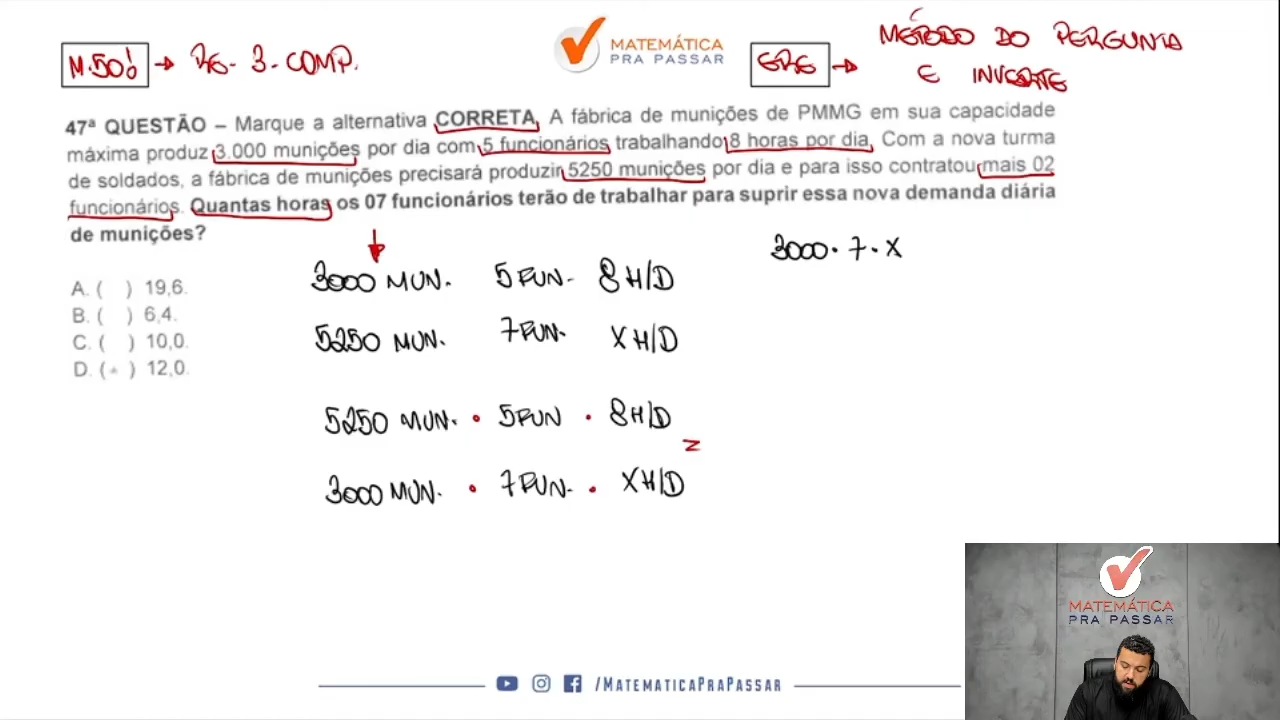 M.50! → RG. 3. COMP.
MATEMÁTICA
PRA PASSAR
→ MÉTODO DO PERGUNTA
E INVERTE
47ª QUESTÃO – Marque a alternativa CORRETA. A fábrica de munições de PMMG em sua capacidade
máxima produz 3.000 munições por dia com 5 funcionários trabalhando 8 horas por dia. Com a nova turma
de soldados, a fábrica de munições precisará produzir 5250 munições por dia e para isso contratou mais 02
funcionários. Quantas horas os 07 funcionários terão de trabalhar para suprir essa nova demanda diária
de munições?
A. ( ) 19,6.
B. ( ) 6,4.
C. ( ) 10,0.
D. ( ) 12,0.
3000 MUN. 5 FUN. 8 H/D
5250 MUN. 7 FUN. X H/D
5250 MUN. · 5 FUN · 8 H/D
=
3000 MUN. · 7 FUN. · X H/D
3000 · 7 · X
MATEMÁTICA
PRA PASSAR
/MATEMATICAPRAPASSAR